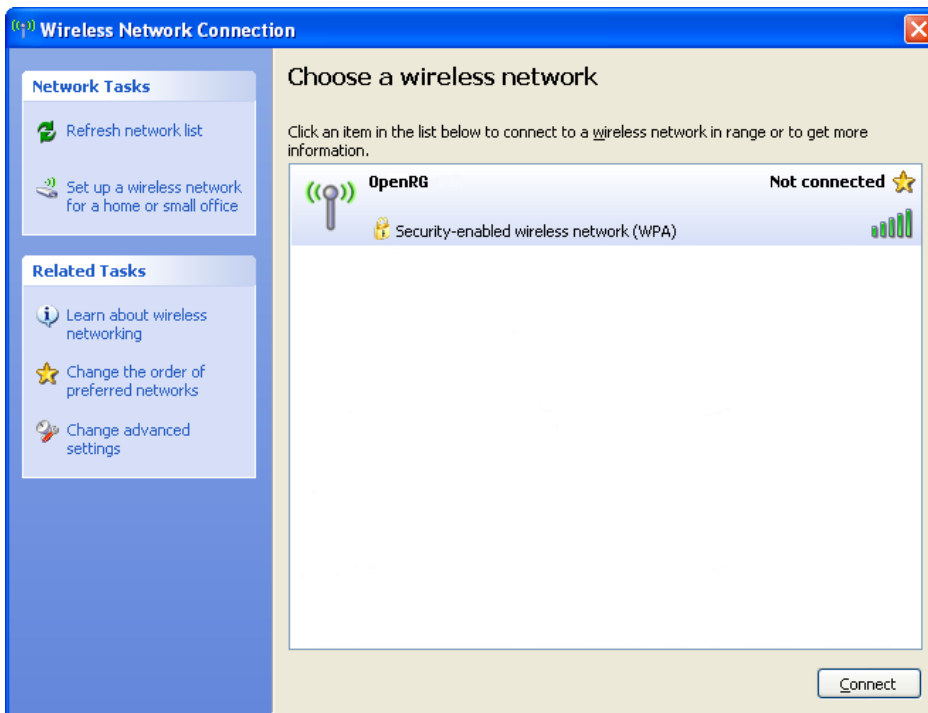 Wireless Network Connection
Network Tasks
Refresh network list
Set up a wireless network
for a home or small office
Related Tasks
Learn about wireless
networking
Change the order of
preferred networks
Change advanced
settings
Choose a wireless network
Click an item in the list below to connect to a wireless network in range or to get more
information.
OpenRG
Not connected
Security-enabled wireless network (WPA)
Connect